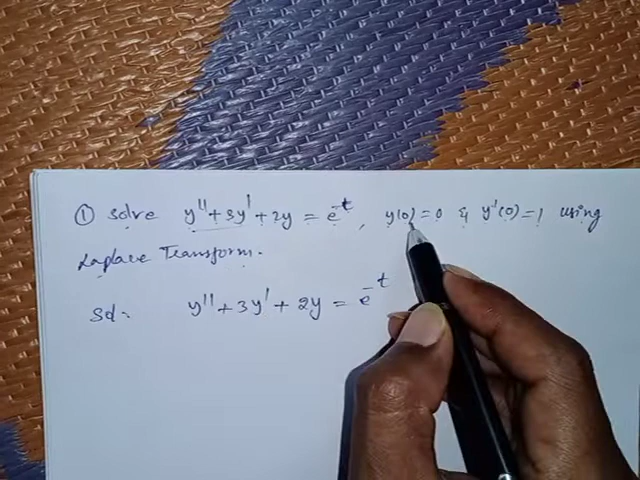 ① Solve y'' + 3y' + 2y = e^-t , y(0) = 0 & y'(0) = 1 using
Laplace Transform.
Sol: y'' + 3y' + 2y = e^-t